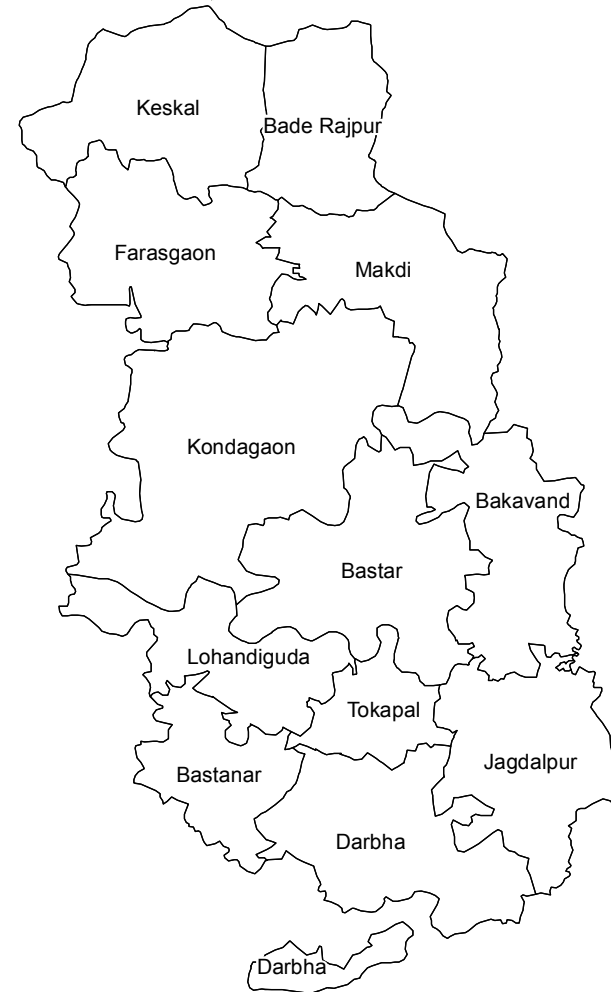 Keskal
Bade Rajpur
Farasgaon
Makdi
Kondagaon
Bakavand
Bastar
Lohandiguda
Tokapal
Jagdalpur
Bastanar
Darbha
Darbha